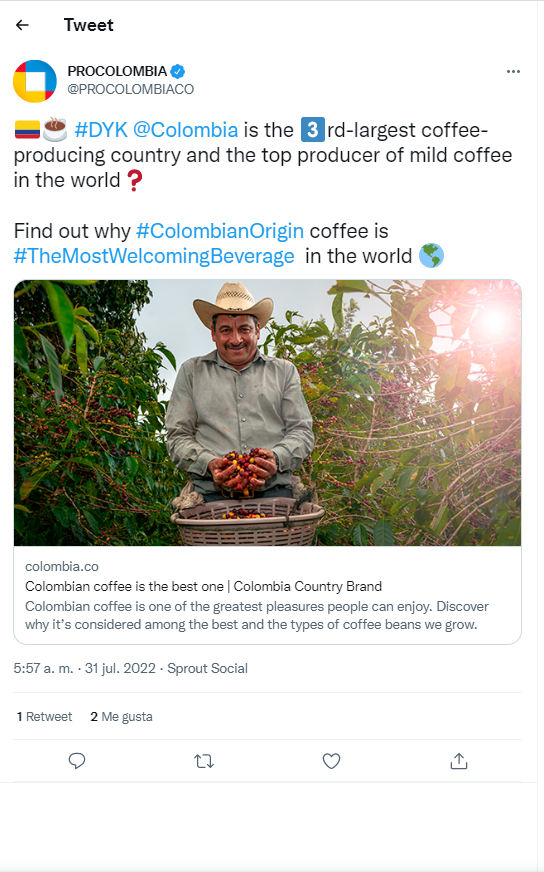 Tweet
PROCOLOMBIA
@PROCOLOMBIACO
🇨🇴☕ #DYK @Colombia is the 3️⃣rd-largest coffee-
producing country and the top producer of mild coffee
in the world❓
Find out why #ColombianOrigin coffee is
#TheMostWelcomingBeverage in the world 🌎
colombia.co
Colombian coffee is the best one | Colombia Country Brand
Colombian coffee is one of the greatest pleasures people can enjoy. Discover
why it’s considered among the best and the types of coffee beans we grow.
5:57 a. m. · 31 jul. 2022 · Sprout Social
1 Retweet 2 Me gusta